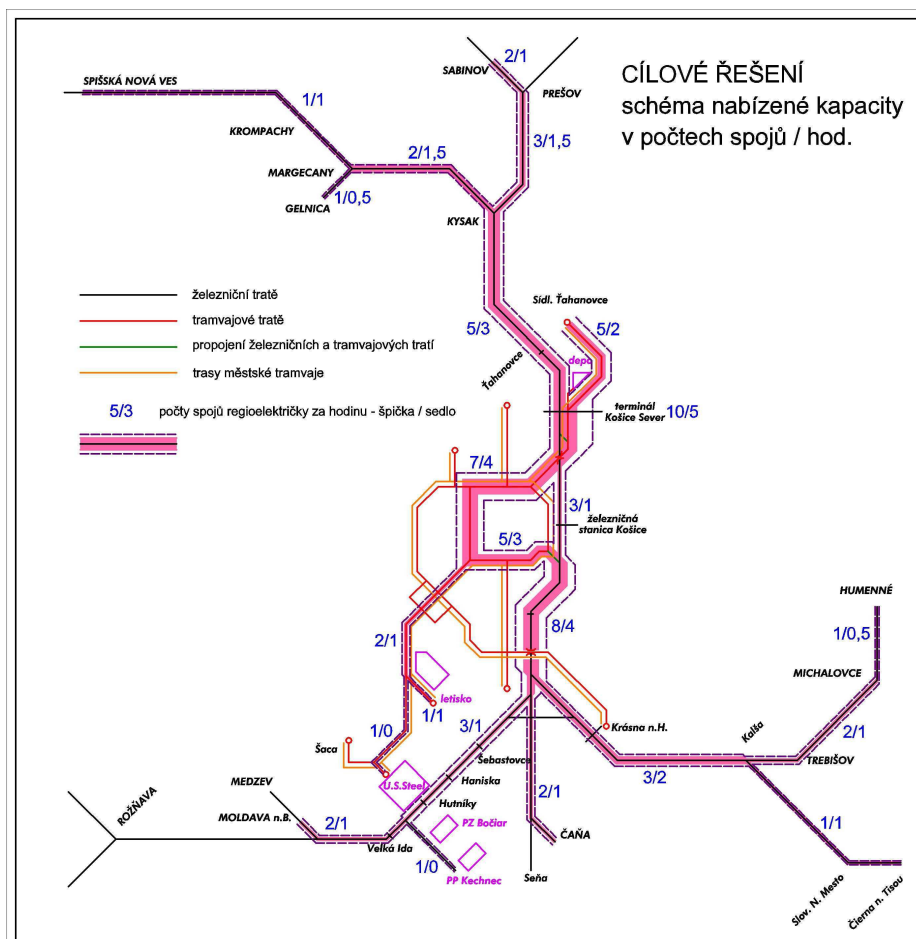 CÍLOVÉ ŘEŠENÍ
schéma nabízené kapacity
v počtech spojů / hod.
SABINOV
2/1
PREŠOV
SPIŠSKÁ NOVÁ VES
1/1
KROMPACHY
3/1,5
2/1,5
MARGECANY
1/0,5
GELNICA
KYSAK
železniční tratě
tramvajové tratě
propojení železničních a tramvajových tratí
trasy městské tramvaje
5/3
počty spojů regioelektričky za hodinu - špička / sedlo
Sídl. Ťahanovce
5/3
5/2
Ťahanovce
depo
terminál
Košice Sever
10/5
7/4
3/1
železničná
stanica Košice
5/3
HUMENNÉ
8/4
1/0,5
2/1
MICHALOVCE
letisko
1/1
3/1
Krásna n.H.
2/1
1/0
Šaca
Kalša
Šebastovce
TREBIŠOV
MEDZEV
U.S.Steel
Haniska
3/2
ROŽŇAVA
Hutníky
2/1
MOLDAVA n.B.
2/1
PZ Bočiar
ČAŇA
1/1
Velká Ida
1/0
PP Kechnec
Seňa
Slov. N. Mesto
Čierna n. Tisou